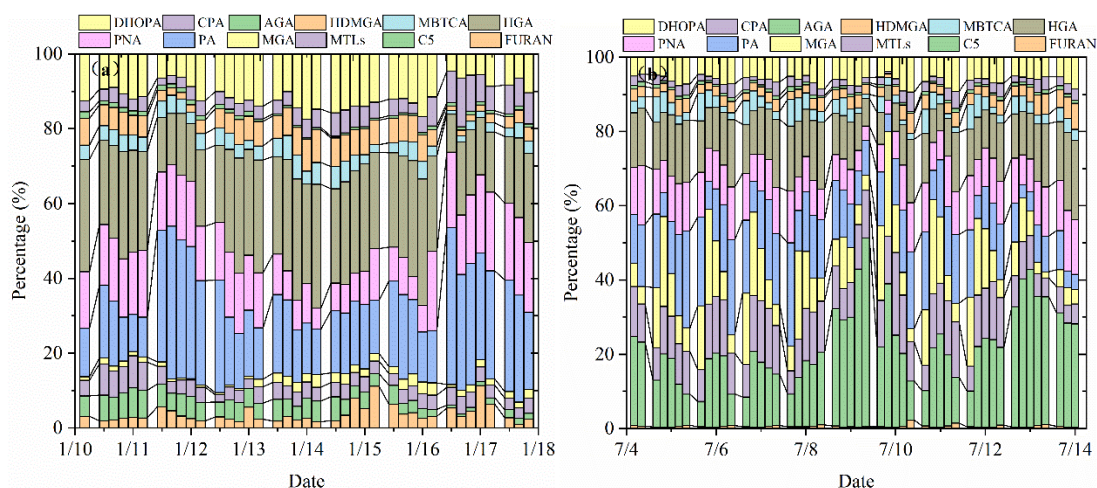 DHOPA CPA AGA HDMGA MBTCA HGA
PNA PA MGA MTLs C5 FURAN
(a)
Percentage (%)
100
80
60
40
20
0
1/10 1/11 1/12 1/13 1/14 1/15 1/16 1/17 1/18
Date
DHOPA CPA AGA HDMGA MBTCA HGA
PNA PA MGA MTLs C5 FURAN
(b)
Percentage (%)
100
80
60
40
20
0
7/4 7/6 7/8 7/10 7/12 7/14
Date